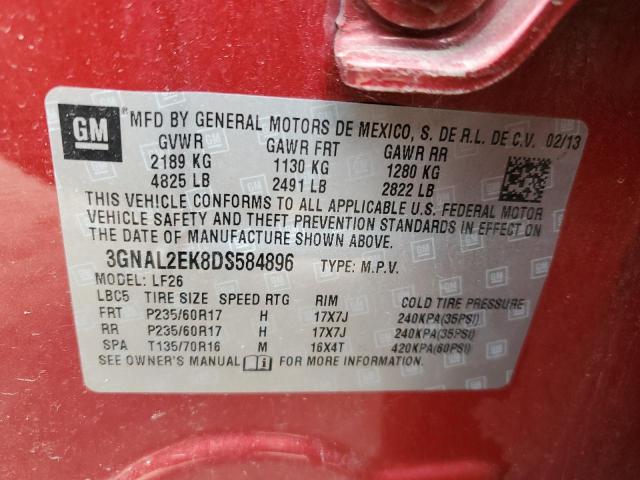 GM
MFD BY GENERAL MOTORS DE MEXICO, S. DE R.L. DE C.V. 02/13
GVWR GAWR FRT GAWR RR
2189 KG 1130 KG 1280 KG
4825 LB 2491 LB 2822 LB
THIS VEHICLE CONFORMS TO ALL APPLICABLE U.S. FEDERAL MOTOR
VEHICLE SAFETY AND THEFT PREVENTION STANDARDS IN EFFECT ON
THE DATE OF MANUFACTURE SHOWN ABOVE.
3GNAL2EK8DS584896 TYPE: M.P.V.
MODEL: LF26
LBC5 TIRE SIZE SPEED RTG RIM COLD TIRE PRESSURE
FRT P235/60R17 H 17X7J 240KPA(35PSI)
RR P235/60R17 H 17X7J 240KPA(35PSI)
SPA T135/70R16 M 16X4T 420KPA(60PSI)
SEE OWNER'S MANUAL FOR MORE INFORMATION.